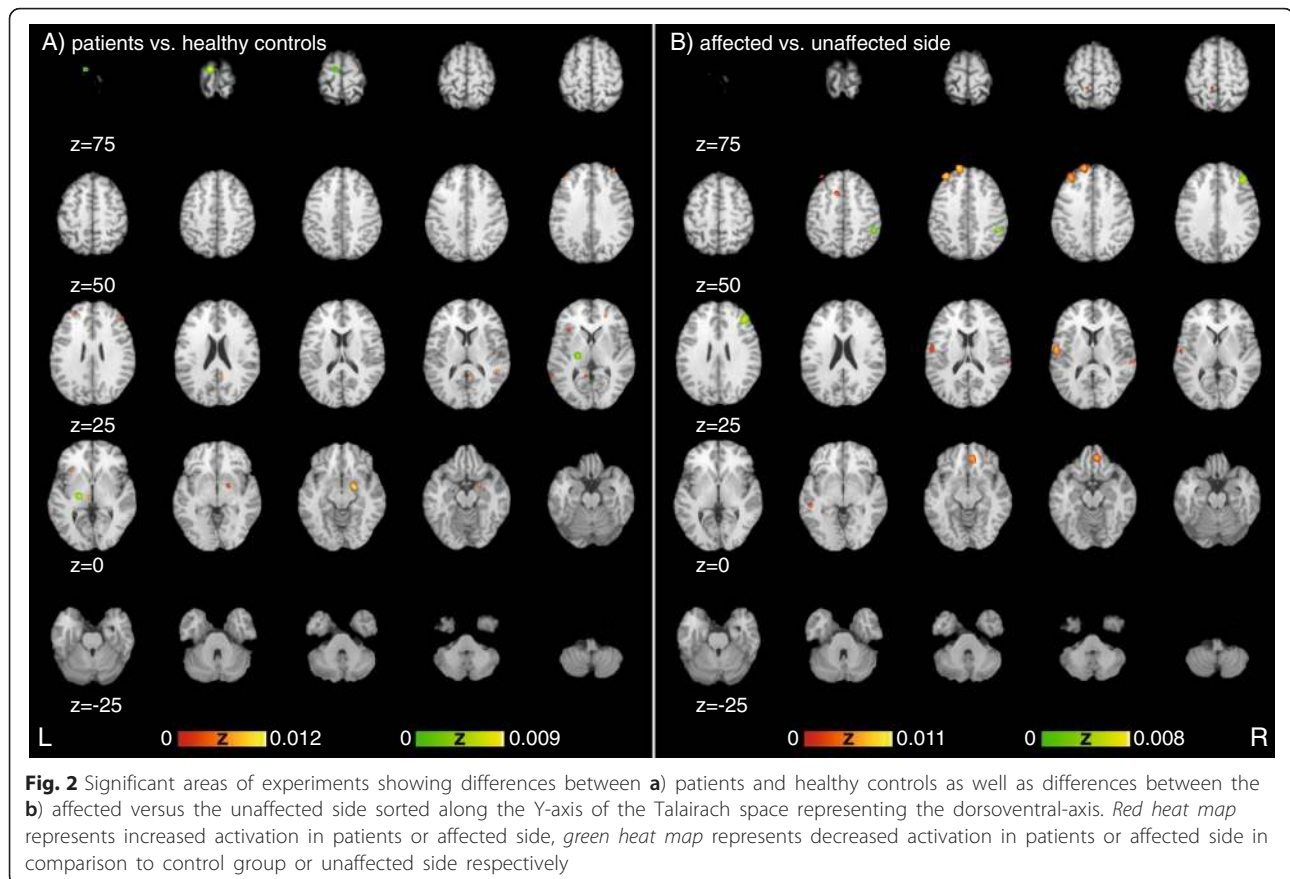 A) patients vs. healthy controls
z=75
z=50
z=25
z=0
z=-25
L
0 Z 0.012
0 Z 0.009
B) affected vs. unaffected side
z=75
z=50
z=25
z=0
z=-25
0 Z 0.011
0 Z 0.008
R
Fig. 2 Significant areas of experiments showing differences between a) patients and healthy controls as well as differences between the
b) affected versus the unaffected side sorted along the Y-axis of the Talairach space representing the dorsoventral-axis. Red heat map
represents increased activation in patients or affected side, green heat map represents decreased activation in patients or affected side in
comparison to control group or unaffected side respectively